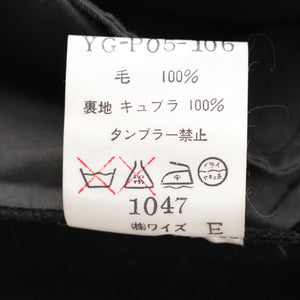 YG-P05-106
毛 100%
裏地 キュプラ 100%
タンブラー禁止
中 ドライ
1047
㈱ワイズ E